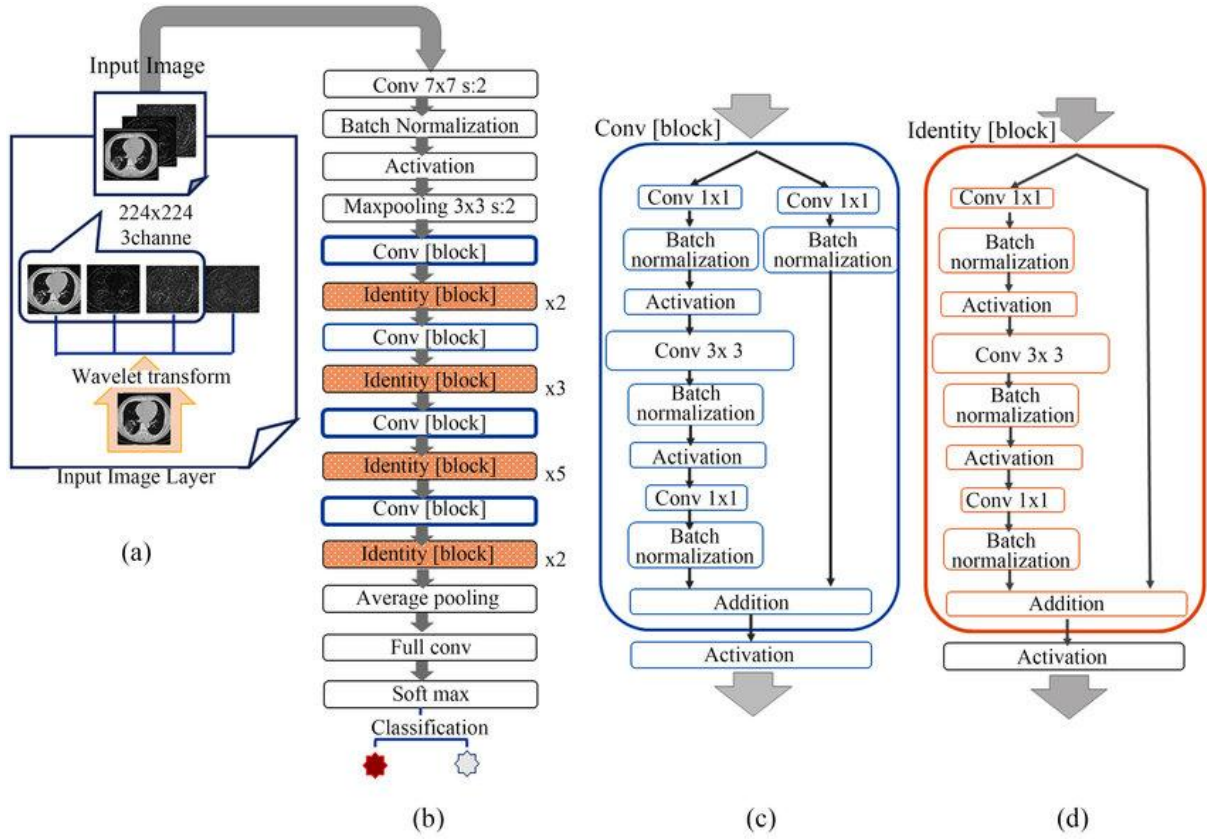 Input Image
224x224
3channe
Wavelet transform
Input Image Layer
(a)
Conv 7x7 s:2
Batch Normalization
Activation
Maxpooling 3x3 s:2
Conv [block]
Identity [block]
x2
Conv [block]
Identity [block]
x3
Conv [block]
Identity [block]
x5
Conv [block]
Identity [block]
x2
Average pooling
Full conv
Soft max
Classification
(b)
Conv [block]
Conv 1x1
Batch
normalization
Activation
Conv 3x 3
Batch
normalization
Activation
Conv 1x1
Batch
normalization
Conv 1x1
Batch
normalization
Addition
Activation
(c)
Identity [block]
Conv 1x1
Batch
normalization
Activation
Conv 3x 3
Batch
normalization
Activation
Conv 1x1
Batch
normalization
Addition
Activation
(d)